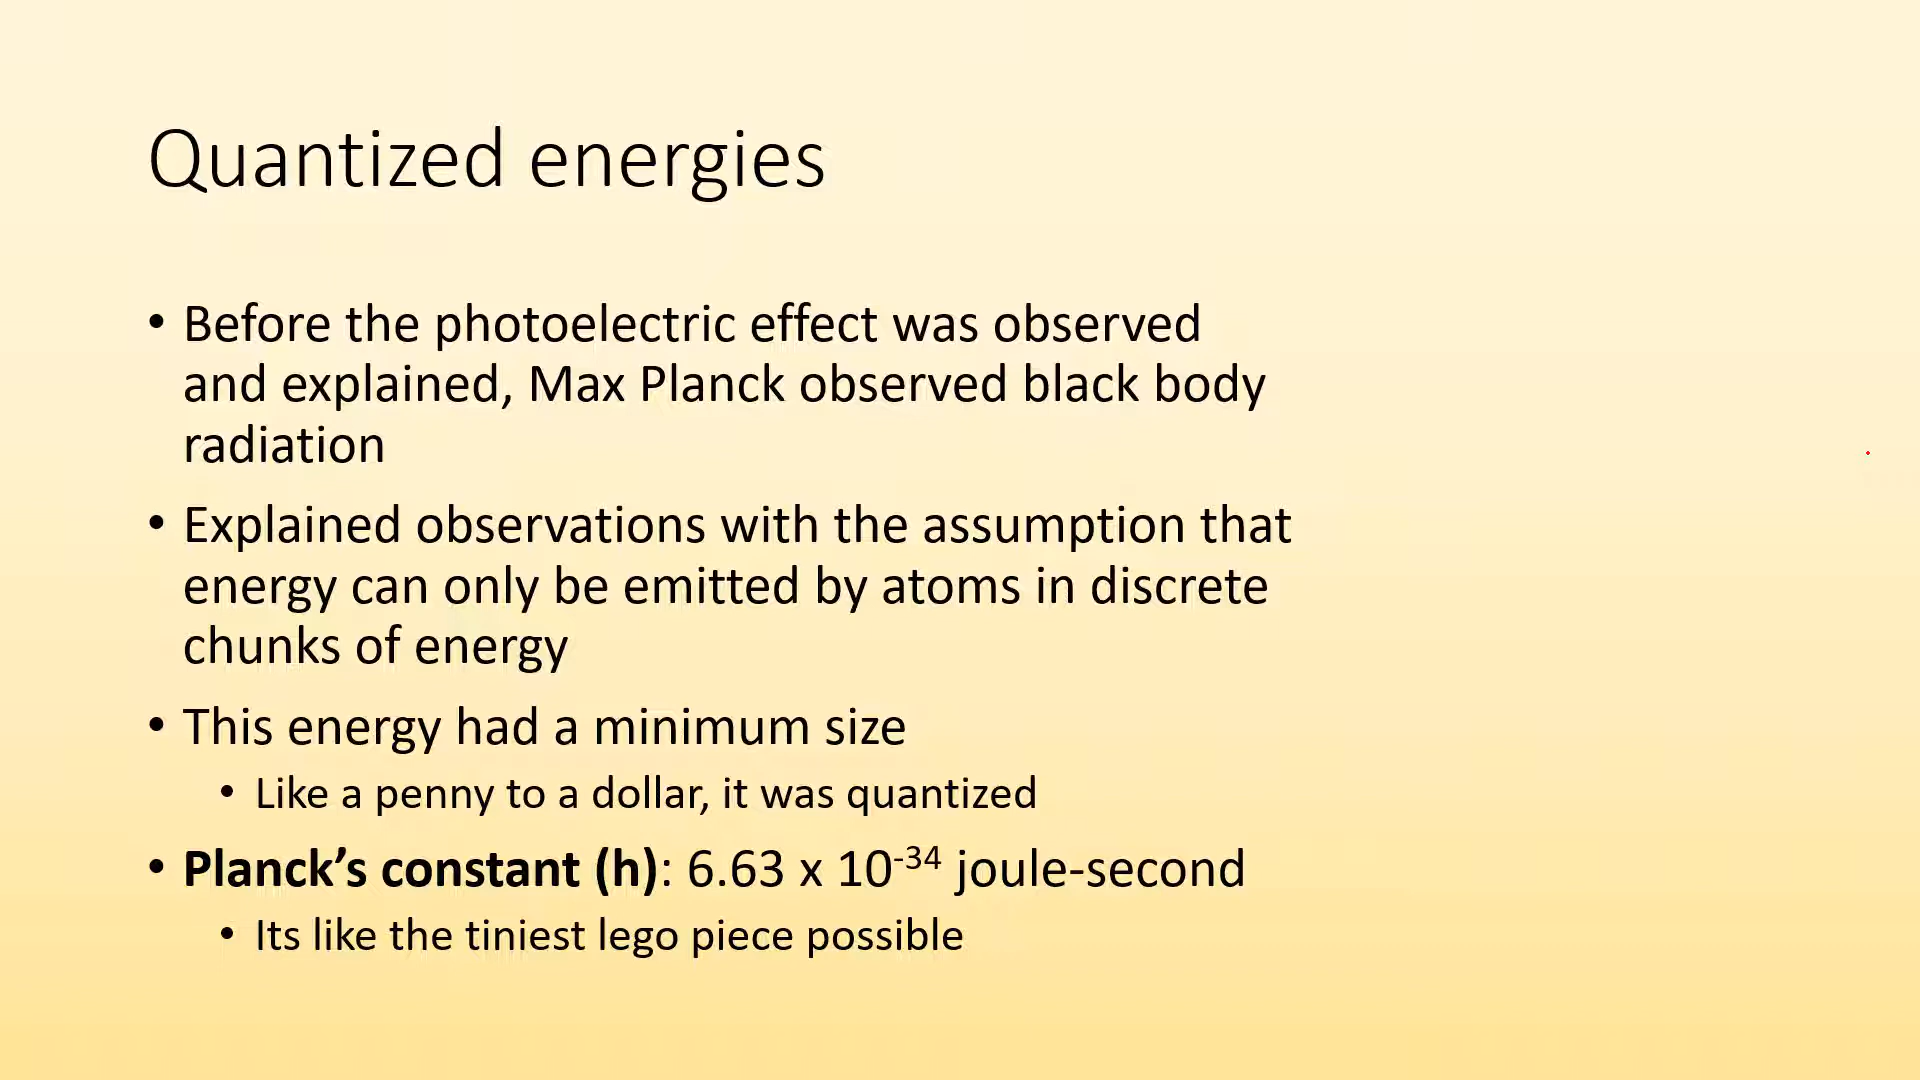 Quantized energies
• Before the photoelectric effect was observed
and explained, Max Planck observed black body
radiation
• Explained observations with the assumption that
energy can only be emitted by atoms in discrete
chunks of energy
• This energy had a minimum size
• Like a penny to a dollar, it was quantized
• Planck’s constant (h): 6.63 x 10⁻³⁴ joule-second
• Its like the tiniest lego piece possible